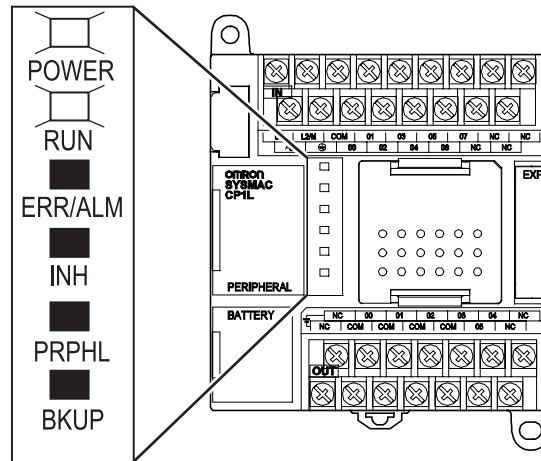 POWER
RUN
ERR/ALM
INH
PRPHL
BKUP
IN
L2/N COM 01 03 05 07 NC NC
00 02 04 06 NC NC
OMRON
SYSMAC
CP1L
EXP
PERIPHERAL
BATTERY
NC 00 01 02 03 04 NC
NC COM COM COM COM 05 NC
OUT